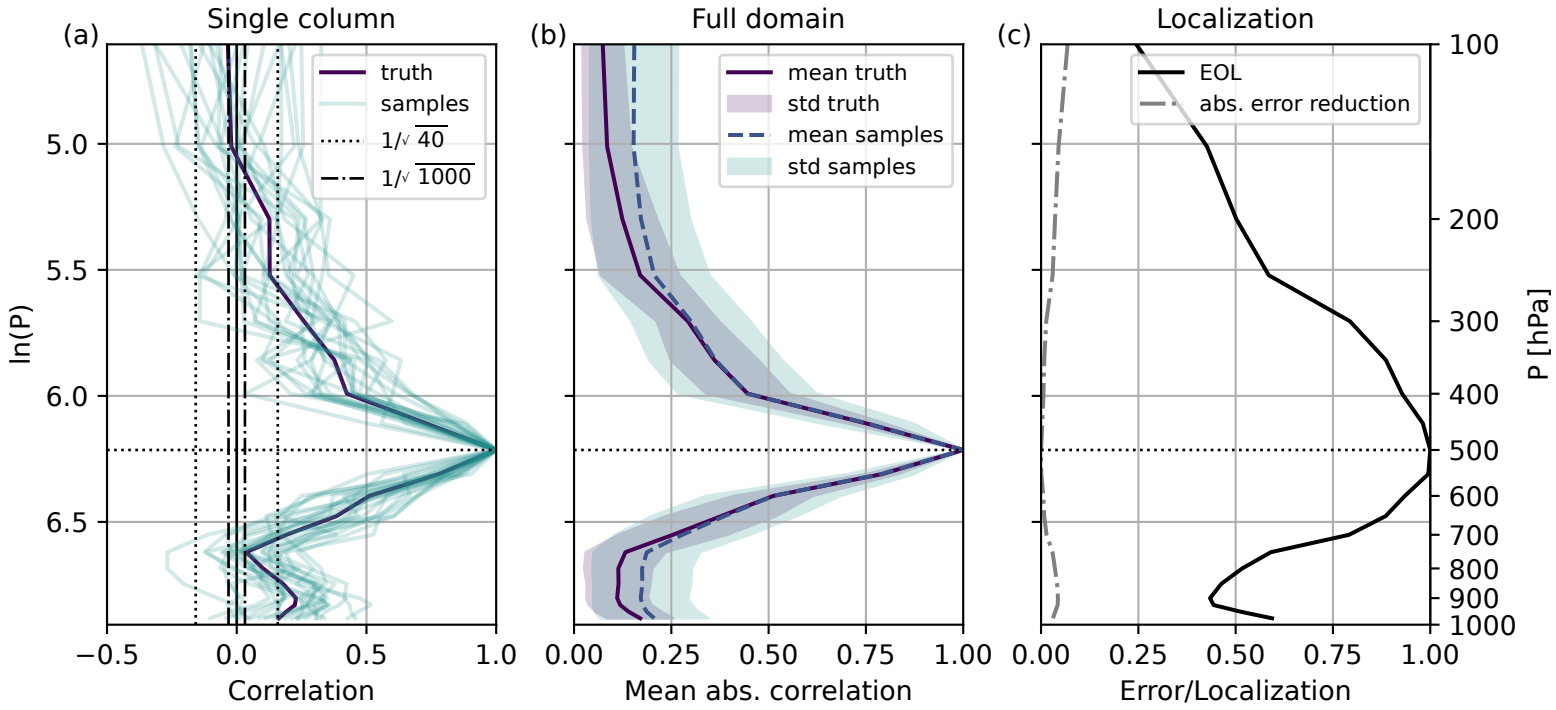 Single column
Full domain
Localization
(a)
(b)
(c)
truth
samples
1/√40
1/√1000
mean truth
std truth
mean samples
std samples
EOL
abs. error reduction
ln(P)
5.0
5.5
6.0
6.5
−0.5
0.0
0.5
1.0
Correlation
0.00
0.25
0.50
0.75
1.00
Mean abs. correlation
0.00
0.25
0.50
0.75
1.00
Error/Localization
100
200
300
400
500
600
700
800
900
1000
P [hPa]